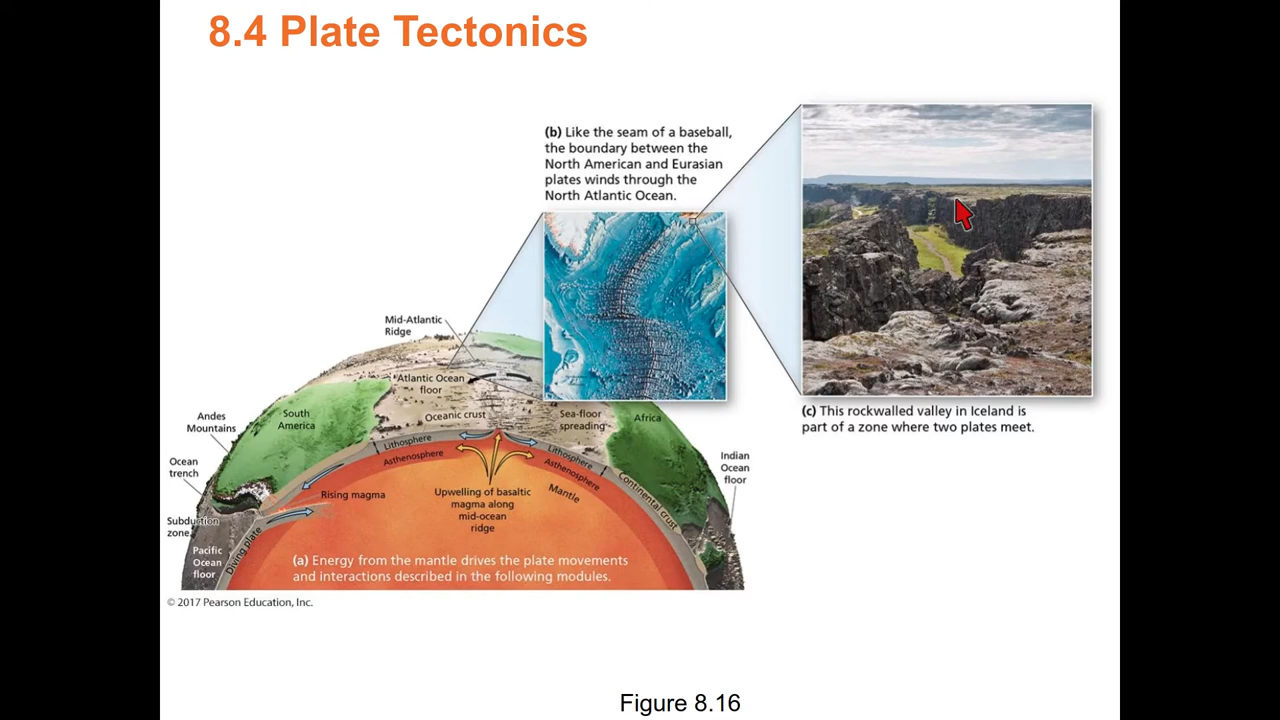 8.4 Plate Tectonics
(b) Like the seam of a baseball,
the boundary between the
North American and Eurasian
plates winds through the
North Atlantic Ocean.
(c) This rockwalled valley in Iceland is
part of a zone where two plates meet.
Mid-Atlantic
Ridge
Atlantic Ocean
floor
Oceanic crust
Sea-floor
spreading
South
America
Africa
Andes
Mountains
Ocean
trench
Subduction
zone
Pacific
Ocean
floor
Diving plate
Lithosphere
Asthenosphere
Rising magma
Upwelling of basaltic
magma along
mid-ocean
ridge
Lithosphere
Asthenosphere
Mantle
Continental crust
Indian
Ocean
floor
(a) Energy from the mantle drives the plate movements
and interactions described in the following modules.
© 2017 Pearson Education, Inc.
Figure 8.16